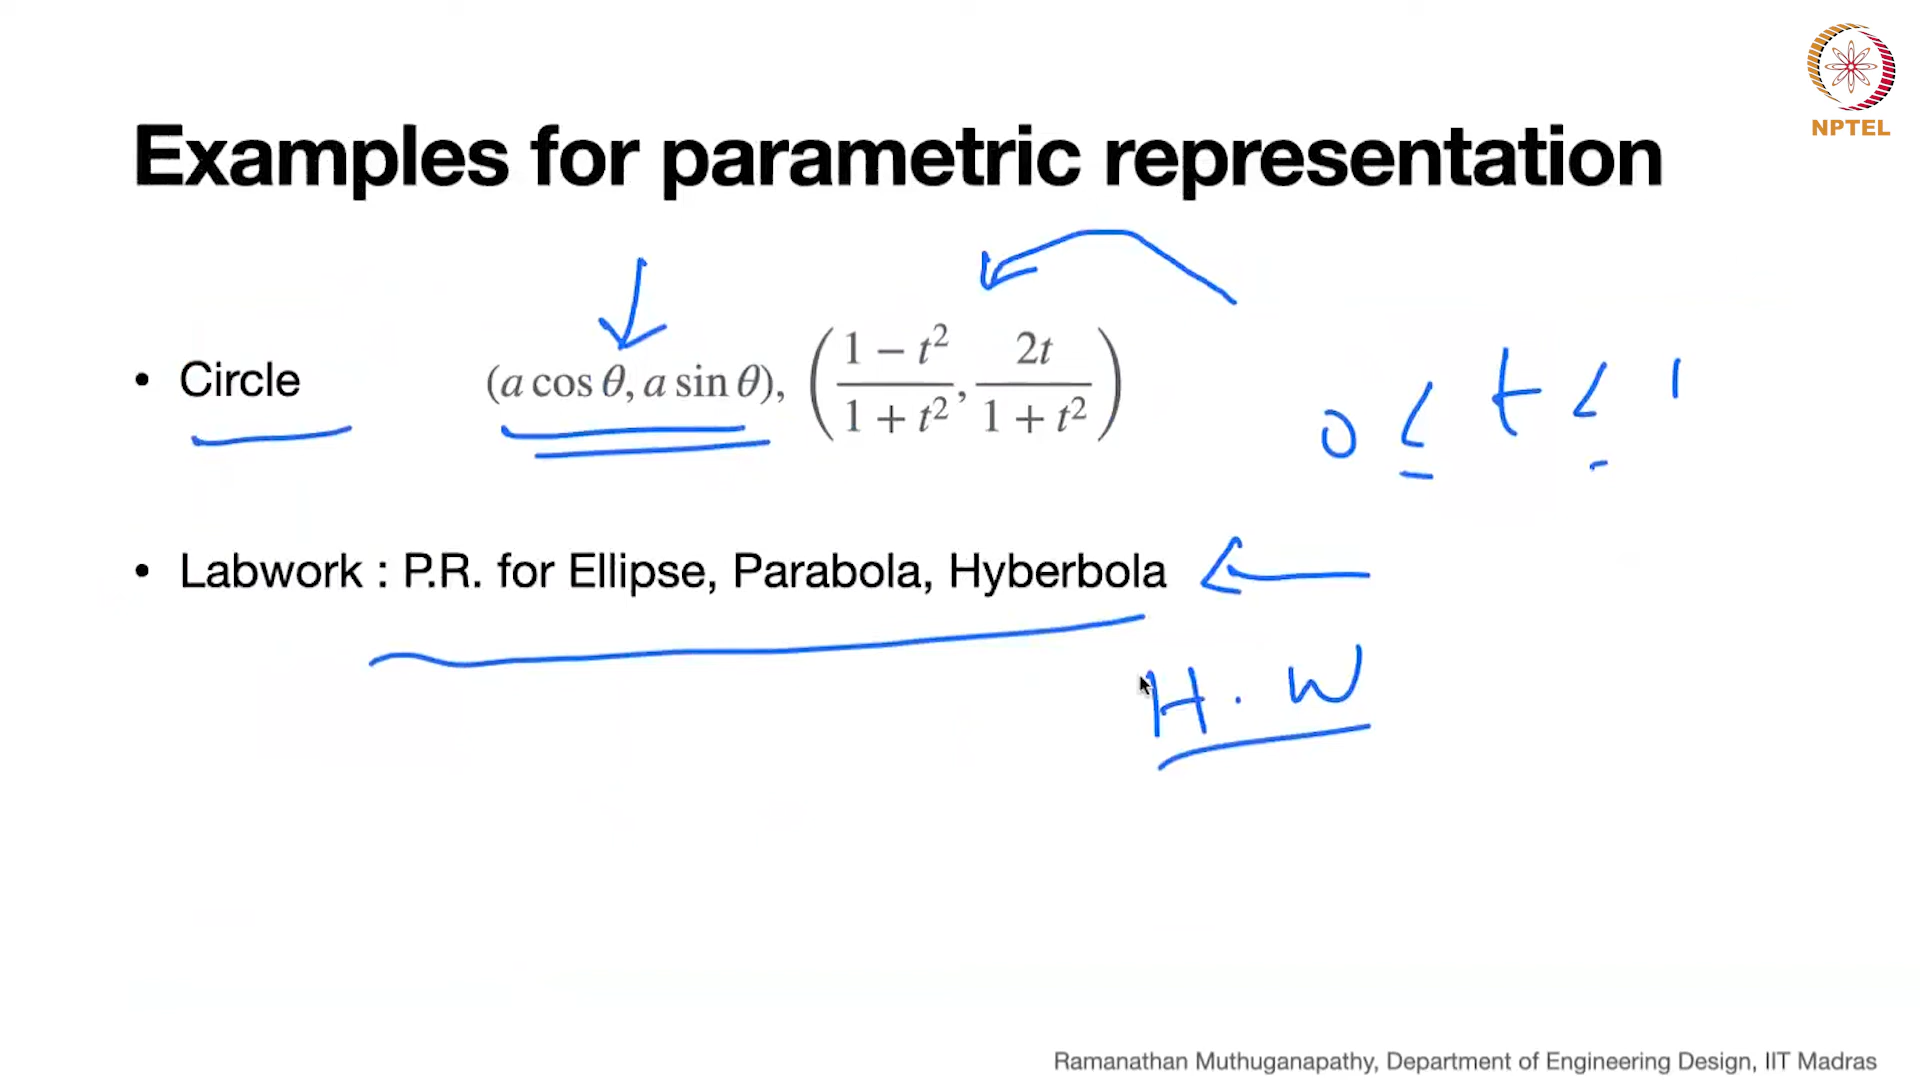 NPTEL
Examples for parametric representation
• Circle (a cos θ, a sin θ), ((1 − t²)/(1 + t²), 2t/(1 + t²)) 0 ≤ t ≤ 1
• Labwork : P.R. for Ellipse, Parabola, Hyberbola
H.W
Ramanathan Muthuganapathy, Department of Engineering Design, IIT Madras